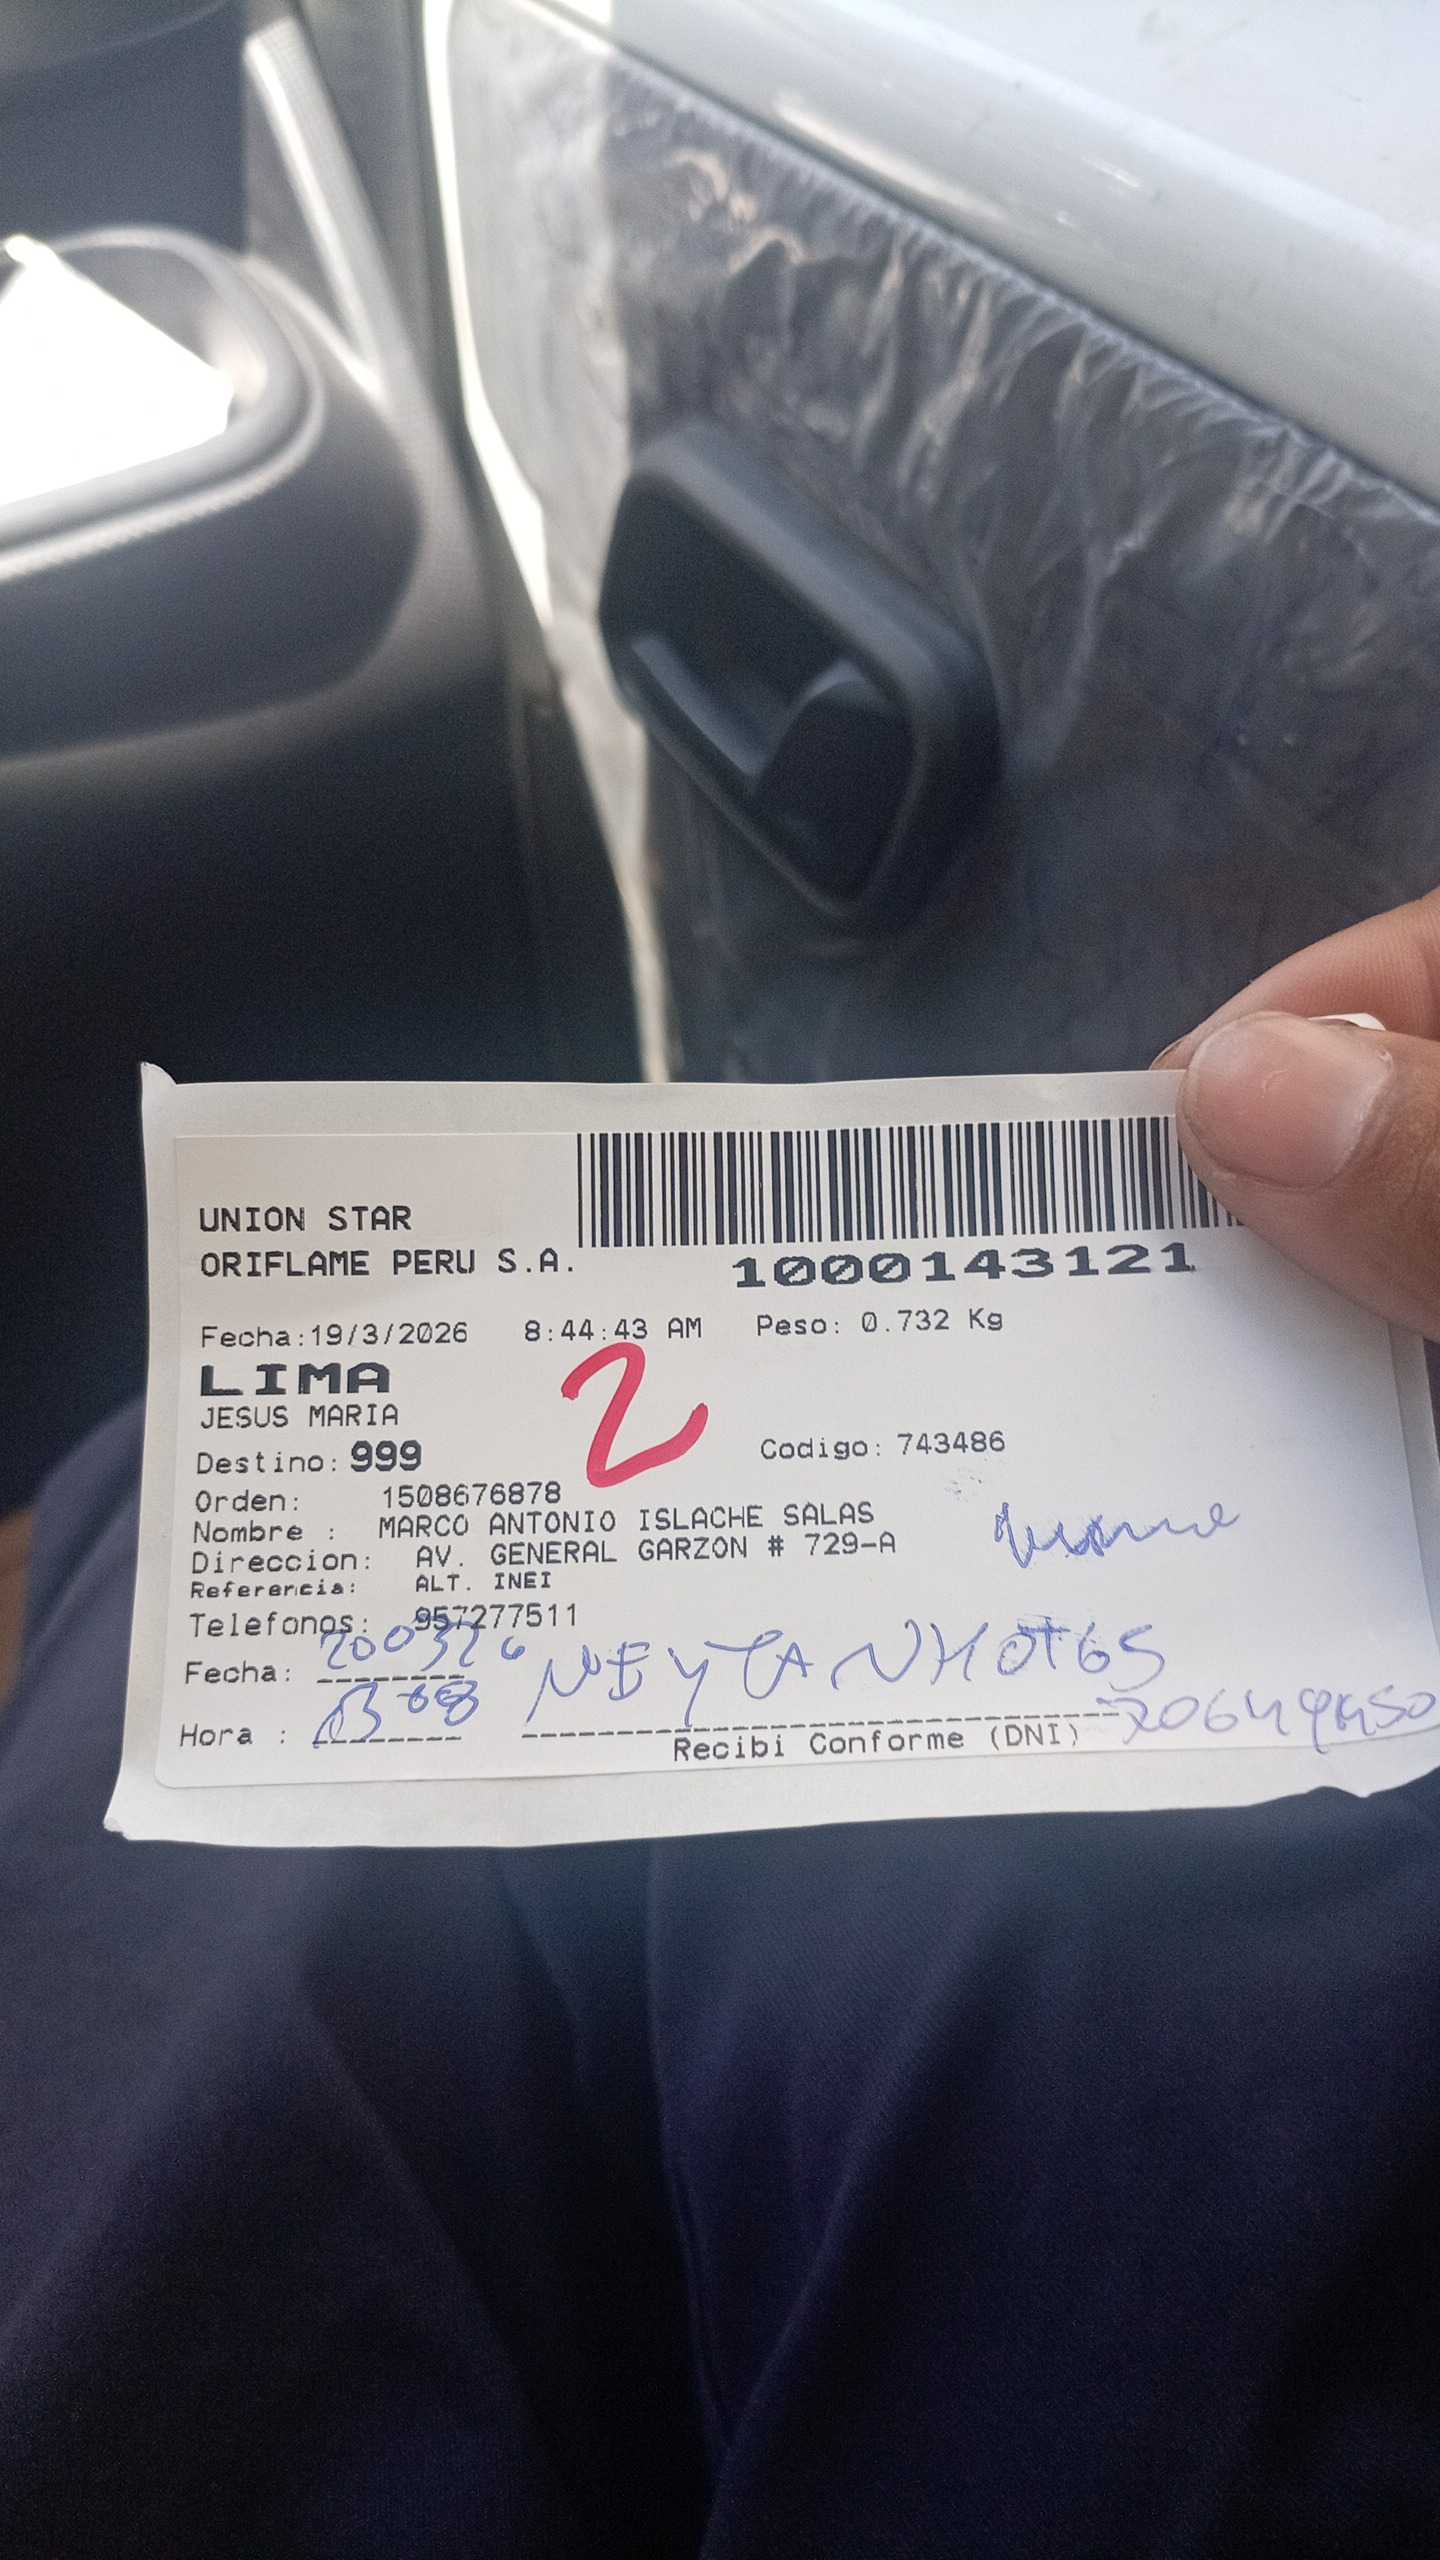 UNION STAR
ORIFLAME PERU S.A.
1000143121
Fecha:19/3/2026 8:44:43 AM Peso: 0.732 Kg
LIMA
2
JESUS MARIA
Destino: 999 Codigo: 743486
Orden: 1508676878
Nombre : MARCO ANTONIO ISLACHE SALAS
Direccion: AV. GENERAL GARZON # 729-A
Referencia: ALT. INEI
Telefonos: 957277511
Fecha: 200326
Hora :
Recibi Conforme (DNI)